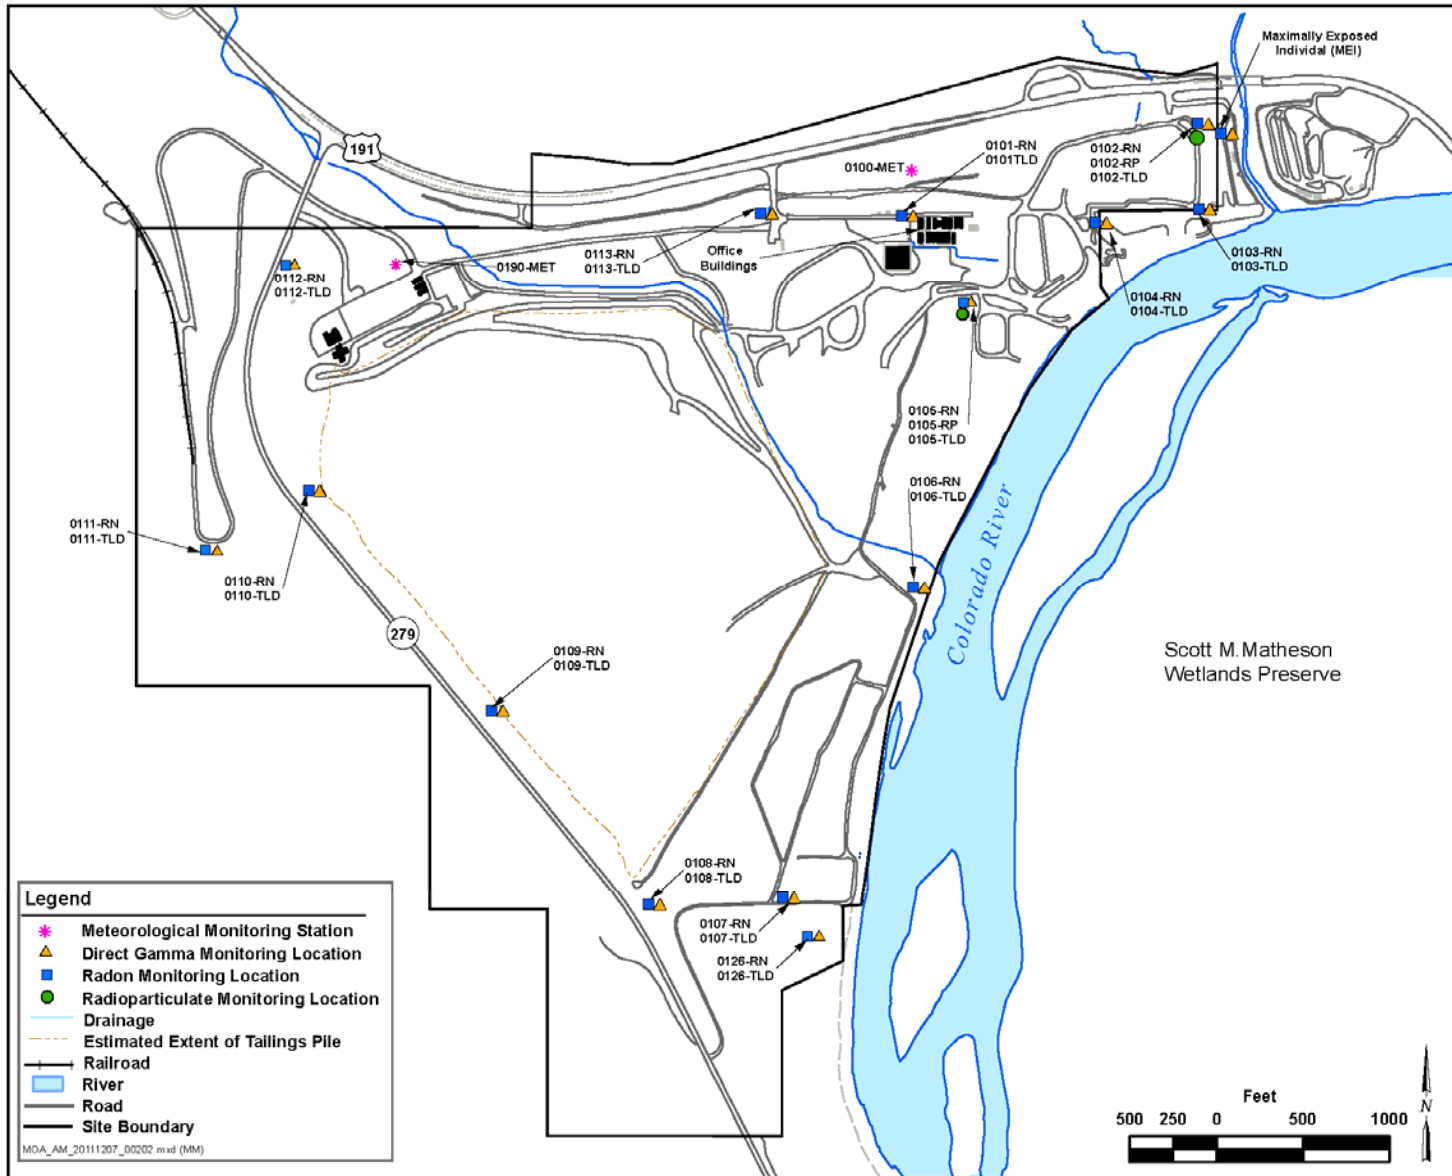 Maximally Exposed
Individal (MEI)
191
0100-MET
0101-RN
0101TLD
0102-RN
0102-RP
0102-TLD
0113-RN
0113-TLD
Office
Buildings
0103-RN
0103-TLD
0104-RN
0104-TLD
0112-RN
0112-TLD
0190-MET
0105-RN
0105-RP
0105-TLD
0106-RN
0106-TLD
0111-RN
0111-TLD
0110-RN
0110-TLD
279
0109-RN
0109-TLD
Colorado River
Scott M. Matheson
Wetlands Preserve
0108-RN
0108-TLD
0107-RN
0107-TLD
0126-RN
0126-TLD
Legend
Meteorological Monitoring Station
Direct Gamma Monitoring Location
Radon Monitoring Location
Radioparticulate Monitoring Location
Drainage
Estimated Extent of Tailings Pile
Railroad
River
Road
Site Boundary
MOA_AM_20111207_00202.mxd (MM)
Feet
500 250 0 500 1000
N